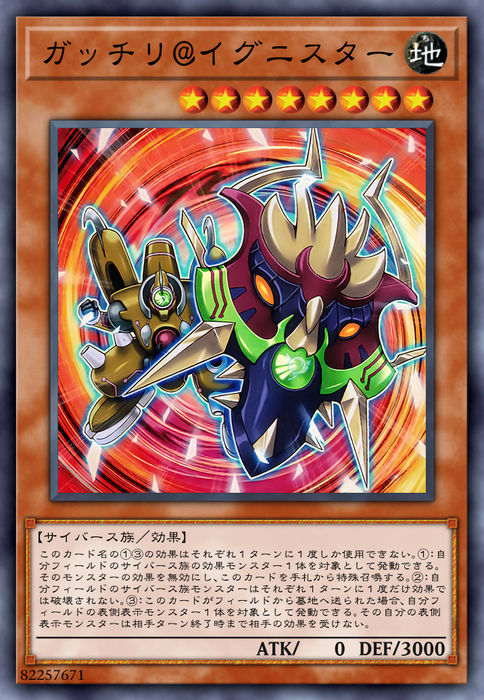 ガッチリ@イグニスター
地
ち
【サイバース族／効果】
このカード名の①③の効果はそれぞれ１ターンに１度しか使用できない。①：自
分フィールドのサイバース族の効果モンスター１体を対象として発動できる。
そのモンスターの効果を無効にし、このカードを手札から特殊召喚する。②：自
分フィールドのサイバース族モンスターはそれぞれ１ターンに１度だけ効果
では破壊されない。③：このカードがフィールドから墓地へ送られた場合、自分フ
ィールドの表側表示モンスター１体を対象として発動できる。その自分の表側
表示モンスターは相手ターン終了時まで相手の効果を受けない。
ATK/ 0 DEF/3000
82257671